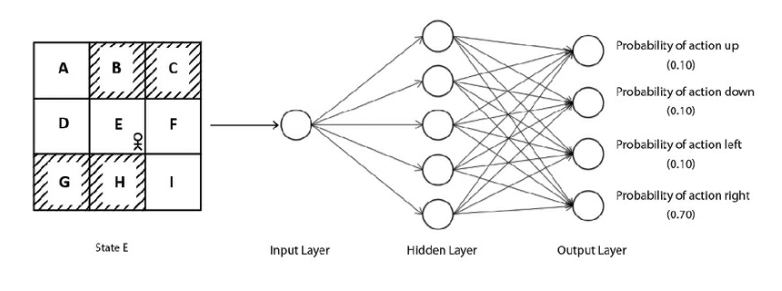 A B C
D E F
G H I
State E
Input Layer
Hidden Layer
Output Layer
Probability of action up
(0.10)
Probability of action down
(0.10)
Probability of action left
(0.10)
Probability of action right
(0.70)